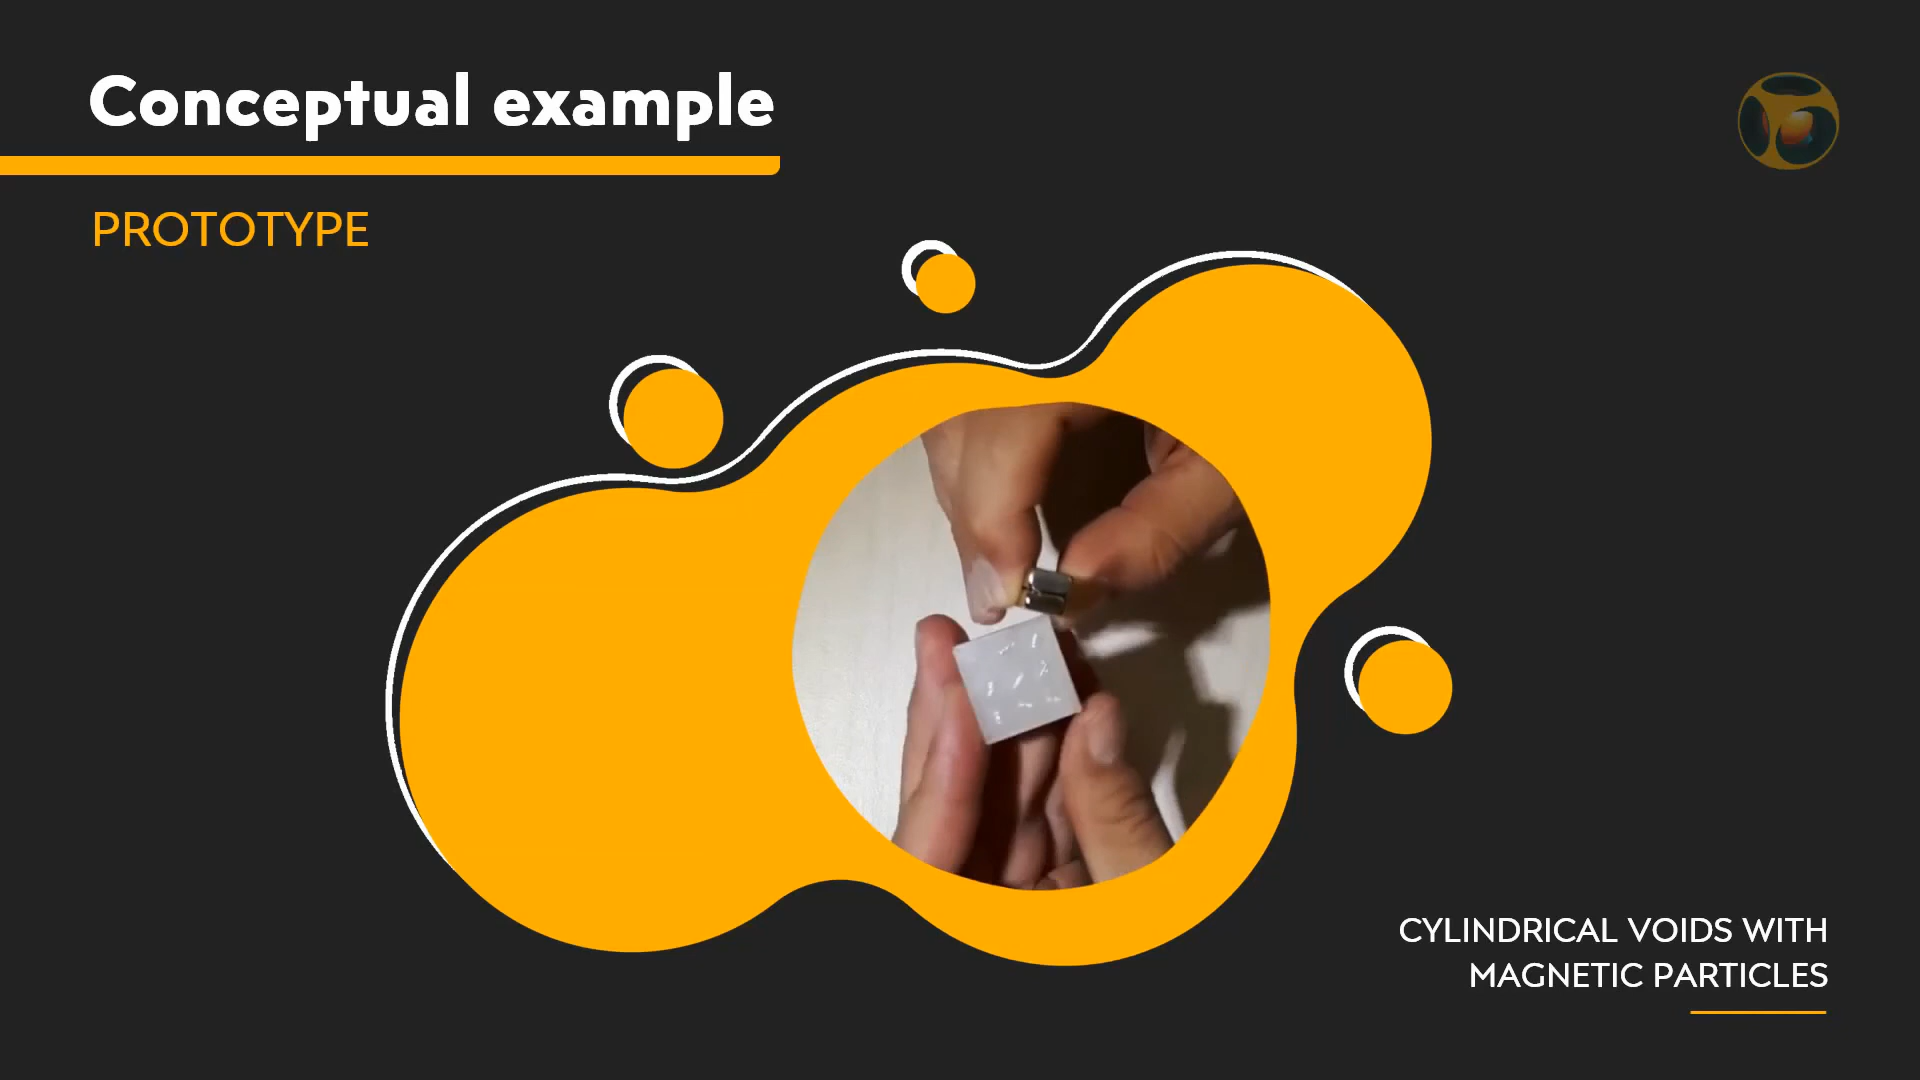 Conceptual example
PROTOTYPE
CYLINDRICAL VOIDS WITH
MAGNETIC PARTICLES